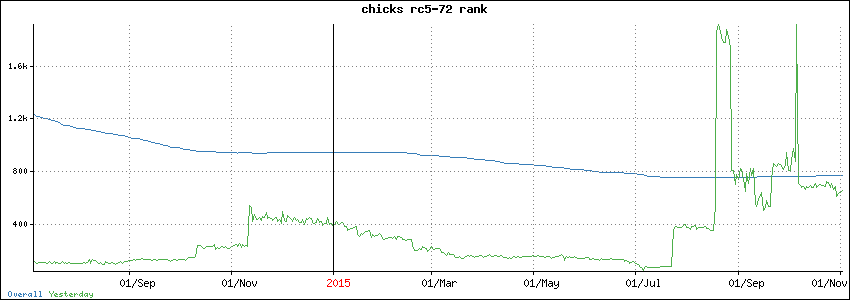 chicks rc5-72 rank
1.6k
1.2k
800
400
01/Sep 01/Nov 2015 01/Mar 01/May 01/Jul 01/Sep 01/Nov
Overall Yesterday